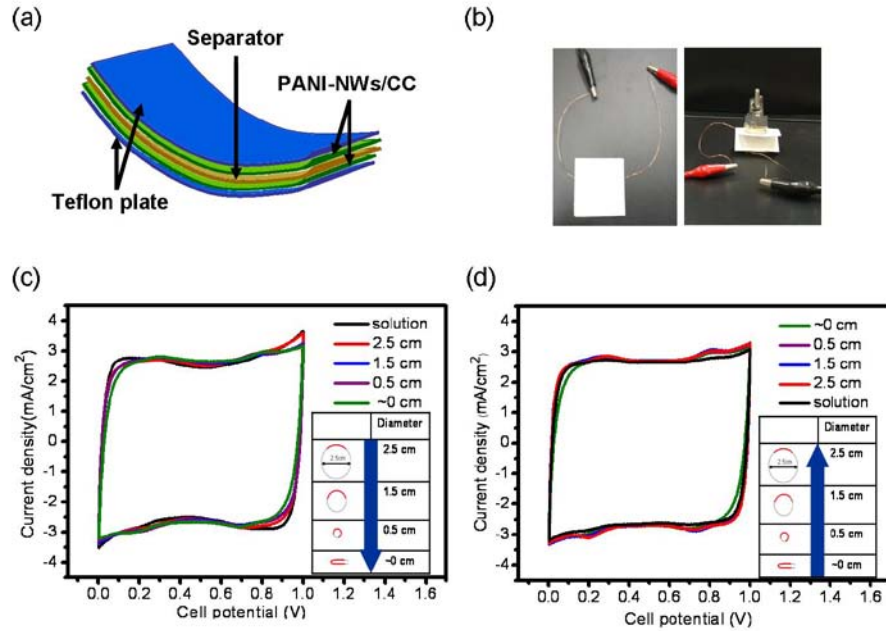 (a)
Separator
PANI-NWs/CC
Teflon plate
(b)
(c)
4
3
2
1
0
-1
-2
-3
-4
Current density(mA/cm²)
0.0 0.2 0.4 0.6 0.8 1.0 1.2 1.4 1.6
Cell potential (V)
solution
2.5 cm
1.5 cm
0.5 cm
~0 cm
Diameter
2.5cm
2.5 cm
1.5 cm
0.5 cm
~0 cm
(d)
4
3
2
1
0
-1
-2
-3
-4
Current density (mA/cm²)
0.0 0.2 0.4 0.6 0.8 1.0 1.2 1.4 1.6
Cell potential (V)
~0 cm
0.5 cm
1.5 cm
2.5 cm
solution
Diameter
2.5cm
2.5 cm
1.5 cm
0.5 cm
~0 cm